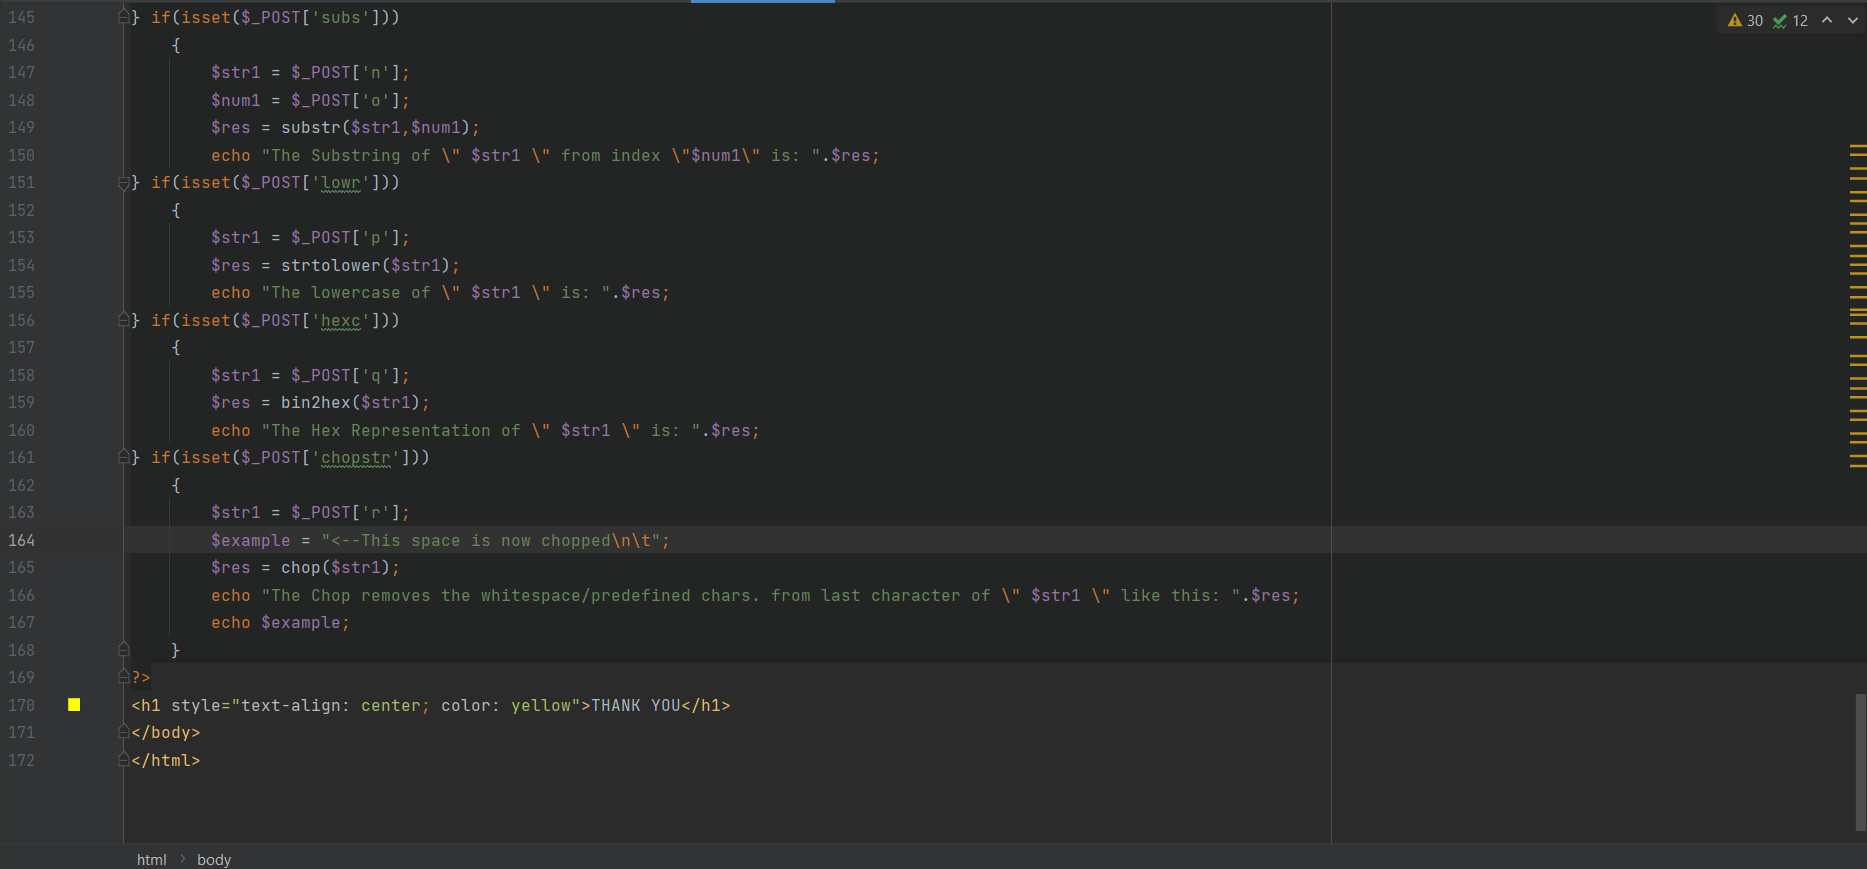 30 12
145 } if(isset($_POST['subs']))
146 {
147 $str1 = $_POST['n'];
148 $num1 = $_POST['o'];
149 $res = substr($str1,$num1);
150 echo "The Substring of \" $str1 \" from index \"$num1\" is: ".$res;
151 } if(isset($_POST['lowr']))
152 {
153 $str1 = $_POST['p'];
154 $res = strtolower($str1);
155 echo "The lowercase of \" $str1 \" is: ".$res;
156 } if(isset($_POST['hexc']))
157 {
158 $str1 = $_POST['q'];
159 $res = bin2hex($str1);
160 echo "The Hex Representation of \" $str1 \" is: ".$res;
161 } if(isset($_POST['chopstr']))
162 {
163 $str1 = $_POST['r'];
164 $example = "<--This space is now chopped\n\t";
165 $res = chop($str1);
166 echo "The Chop removes the whitespace/predefined chars. from last character of \" $str1 \" like this: ".$res;
167 echo $example;
168 }
169 ?>
170 <h1 style="text-align: center; color: yellow">THANK YOU</h1>
171 </body>
172 </html>
html > body